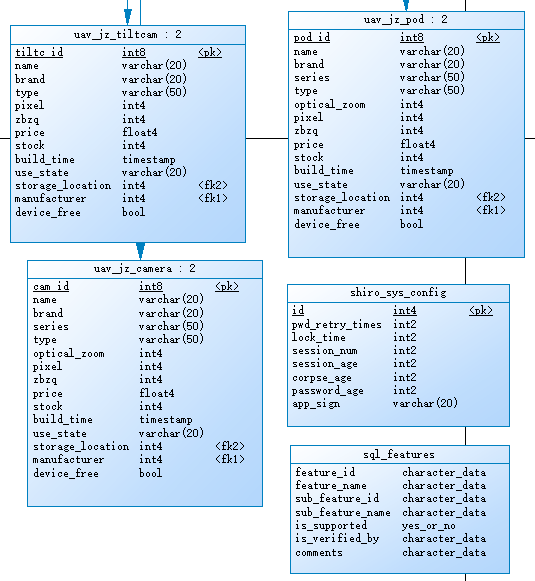 uav_jz_tiltcam : 2
tiltc_id int8 <pk>
name varchar(20)
brand varchar(20)
type varchar(50)
pixel int4
zbzq int4
price float4
stock int4
build_time timestamp
use_state varchar(20)
storage_location int4 <fk2>
manufacturer int4 <fk1>
device_free bool
uav_jz_pod : 2
pod_id int8 <pk>
name varchar(20)
brand varchar(20)
series varchar(50)
type varchar(50)
optical_zoom int4
pixel int4
zbzq int4
price float4
stock int4
build_time timestamp
use_state varchar(20)
storage_location int4 <fk2>
manufacturer int4 <fk1>
device_free bool
uav_jz_camera : 2
cam_id int8 <pk>
name varchar(20)
brand varchar(20)
series varchar(50)
type varchar(50)
optical_zoom int4
pixel int4
zbzq int4
price float4
stock int4
build_time timestamp
use_state varchar(20)
storage_location int4 <fk2>
manufacturer int4 <fk1>
device_free bool
shiro_sys_config
id int4 <pk>
pwd_retry_times int2
lock_time int2
session_num int2
session_age int2
corpse_age int2
password_age int2
app_sign varchar(20)
sql_features
feature_id character_data
feature_name character_data
sub_feature_id character_data
sub_feature_name character_data
is_supported yes_or_no
is_verified_by character_data
comments character_data